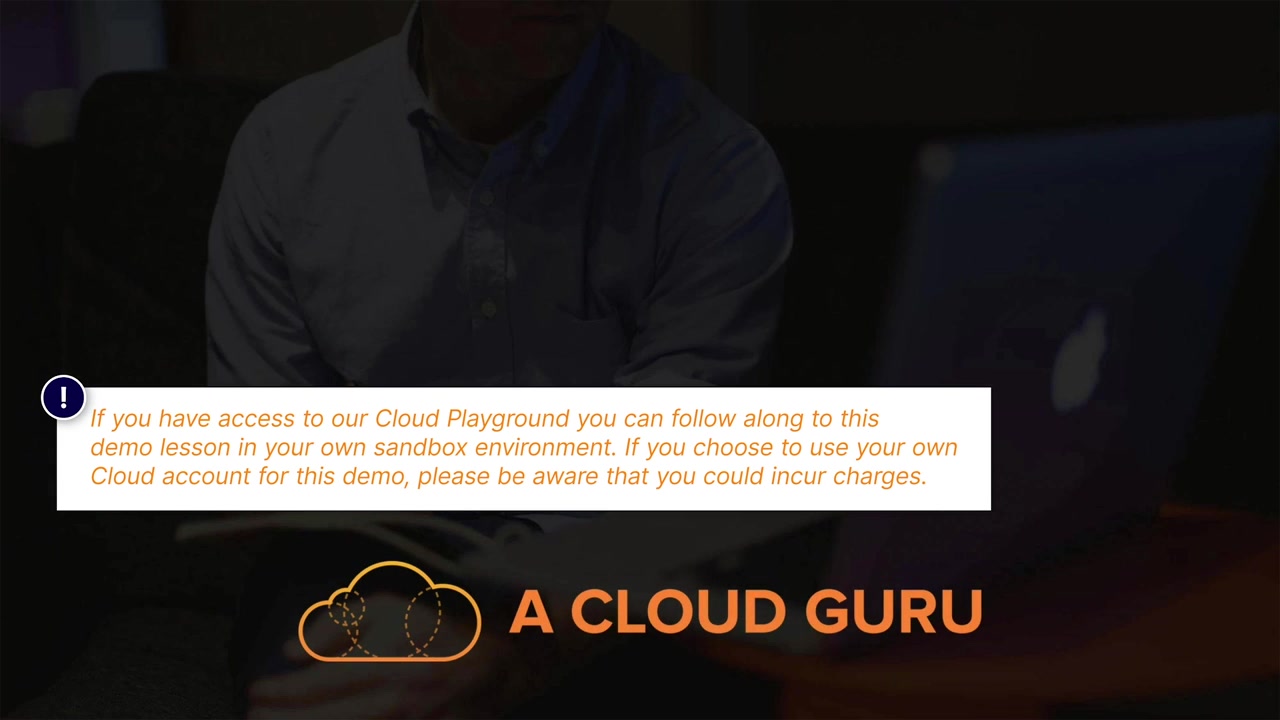 !
If you have access to our Cloud Playground you can follow along to this
demo lesson in your own sandbox environment. If you choose to use your own
Cloud account for this demo, please be aware that you could incur charges.
A CLOUD GURU